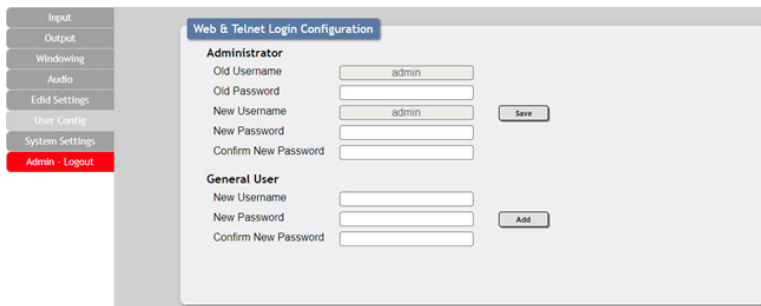 Input
Output
Windowing
Audio
Edid Settings
User Config
System Settings
Admin - Logout
Web & Telnet Login Configuration
Administrator
Old Username admin
Old Password
New Username admin Save
New Password
Confirm New Password
General User
New Username
New Password Add
Confirm New Password